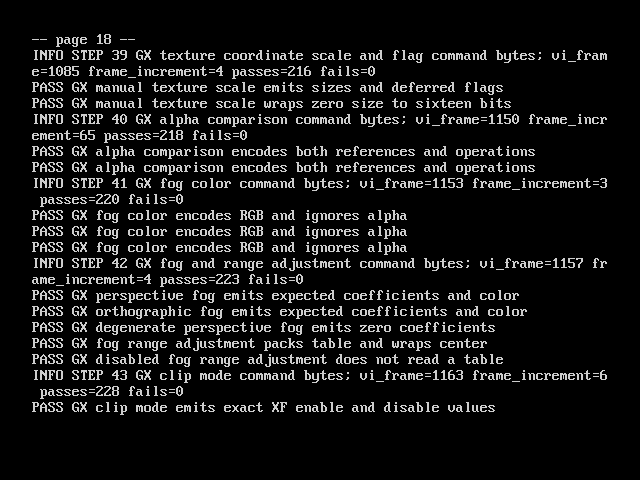 -- page 18 --
INFO STEP 39 GX texture coordinate scale and flag command bytes; vi_fram
e=1085 frame_increment=4 passes=216 fails=0
PASS GX manual texture scale emits sizes and deferred flags
PASS GX manual texture scale wraps zero size to sixteen bits
INFO STEP 40 GX alpha comparison command bytes; vi_frame=1150 frame_incr
ement=65 passes=218 fails=0
PASS GX alpha comparison encodes both references and operations
PASS GX alpha comparison encodes both references and operations
INFO STEP 41 GX fog color command bytes; vi_frame=1153 frame_increment=3
 passes=220 fails=0
PASS GX fog color encodes RGB and ignores alpha
PASS GX fog color encodes RGB and ignores alpha
PASS GX fog color encodes RGB and ignores alpha
INFO STEP 42 GX fog and range adjustment command bytes; vi_frame=1157 fr
ame_increment=4 passes=223 fails=0
PASS GX perspective fog emits expected coefficients and color
PASS GX orthographic fog emits expected coefficients and color
PASS GX degenerate perspective fog emits zero coefficients
PASS GX fog range adjustment packs table and wraps center
PASS GX disabled fog range adjustment does not read a table
INFO STEP 43 GX clip mode command bytes; vi_frame=1163 frame_increment=6
 passes=228 fails=0
PASS GX clip mode emits exact XF enable and disable values